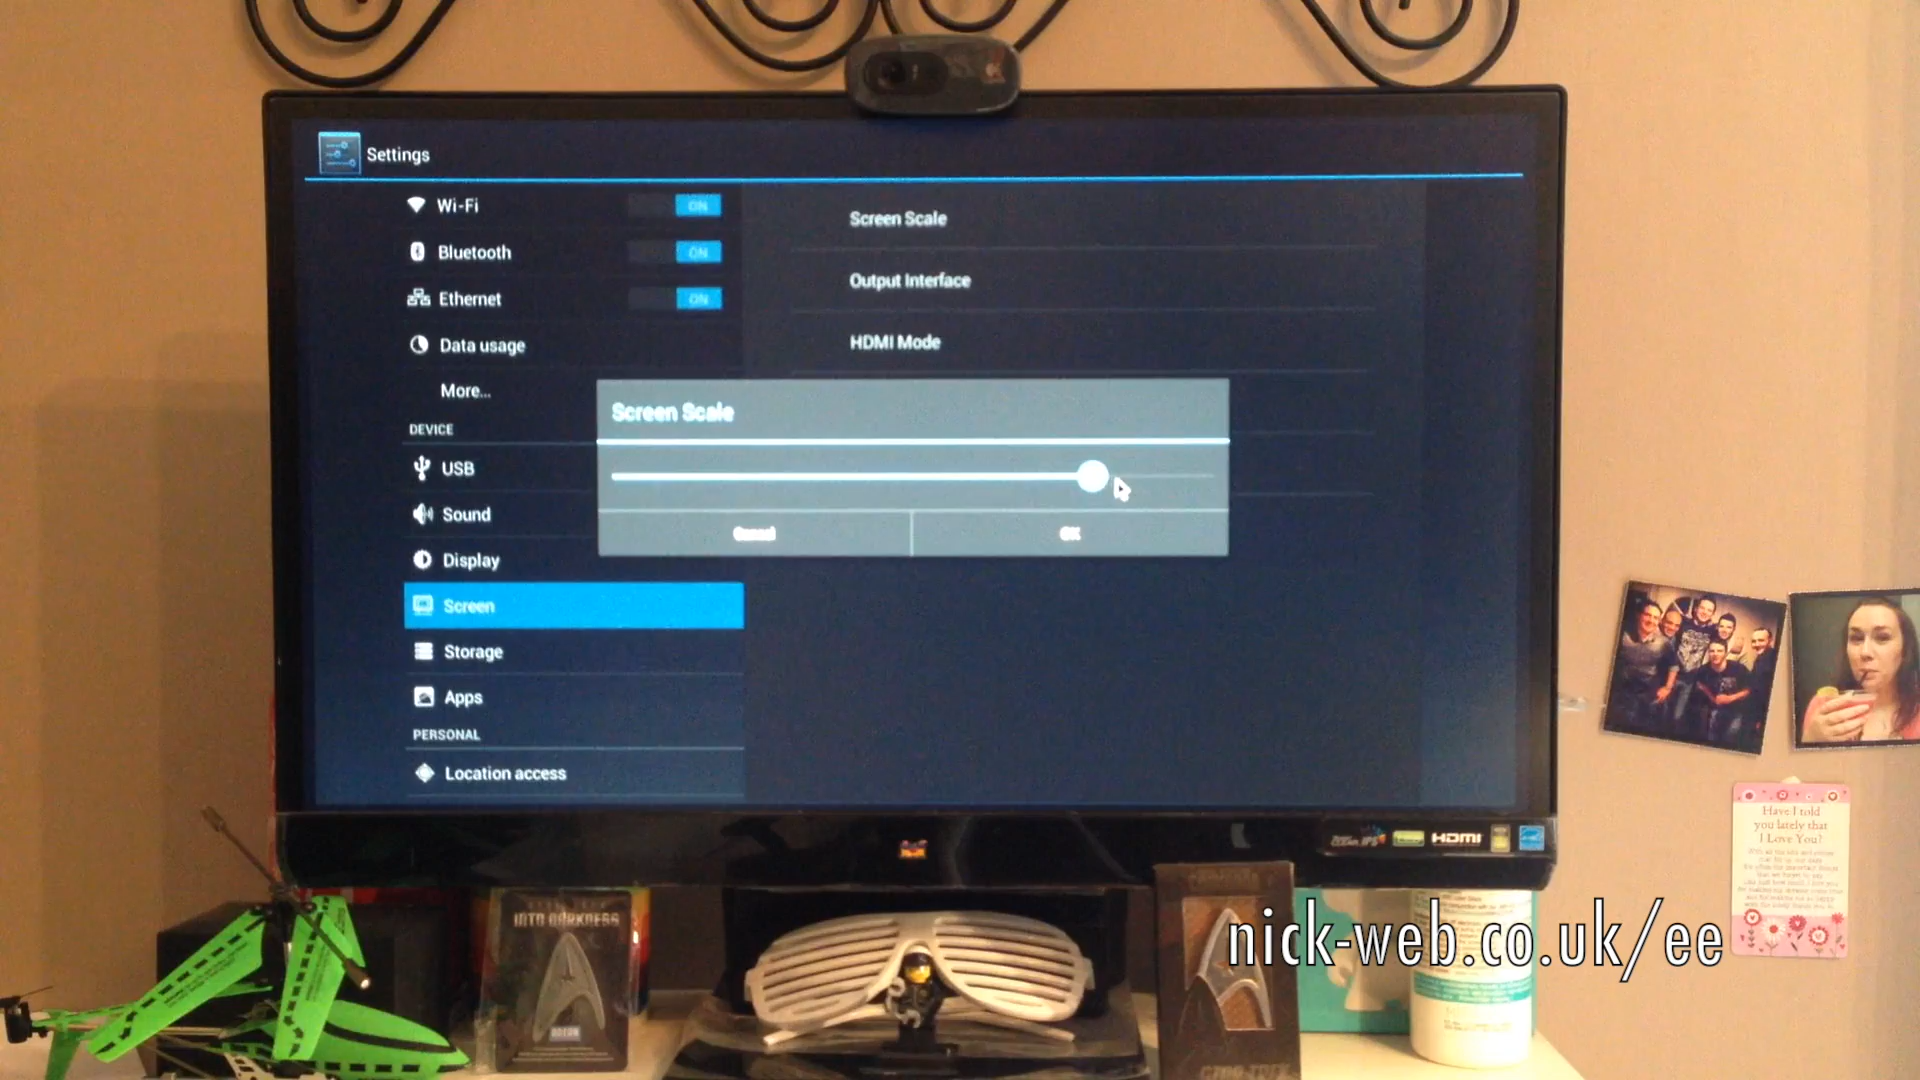 Settings
Wi-Fi
ON
Bluetooth
ON
Ethernet
ON
Data usage
More...
DEVICE
USB
Sound
Display
Screen
Storage
Apps
PERSONAL
Location access
Screen Scale
Output Interface
HDMI Mode
Screen Scale
Cancel
OK
HDMI
INTO DARKNESS
nick-web.co.uk/ee
Have I told
you lately that
I Love You?